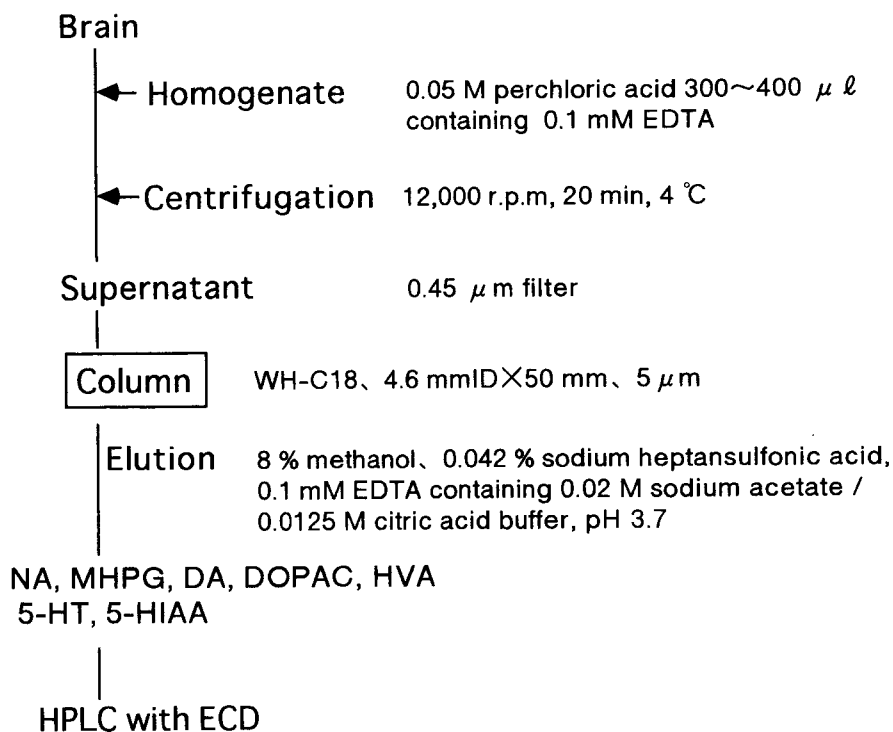 Brain
Homogenate 0.05 M perchloric acid 300～400 μℓ
containing 0.1 mM EDTA
Centrifugation 12,000 r.p.m, 20 min, 4 ℃
Supernatant 0.45 μm filter
Column WH-C18、4.6 mmID×50 mm、5 μm
Elution 8 % methanol、0.042 % sodium heptansulfonic acid,
0.1 mM EDTA containing 0.02 M sodium acetate /
0.0125 M citric acid buffer, pH 3.7
NA, MHPG, DA, DOPAC, HVA
5-HT, 5-HIAA
HPLC with ECD